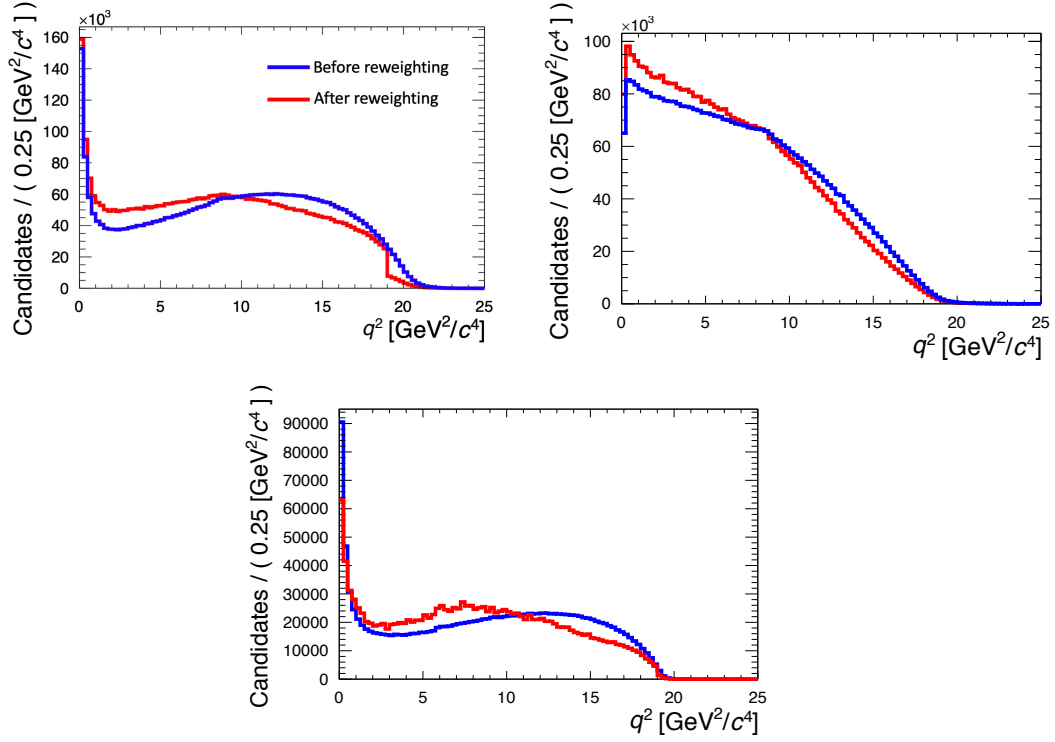 ×10³
Candidates / ( 0.25 [GeV²/c⁴ ] )
160
140
120
100
80
60
40
20
0
Before reweighting
After reweighting
0 5 10 15 20 25
q² [GeV²/c⁴]
×10³
Candidates / ( 0.25 [GeV²/c⁴ ] )
100
80
60
40
20
0
0 5 10 15 20 25
q² [GeV²/c⁴]
Candidates / ( 0.25 [GeV²/c⁴ ] )
90000
80000
70000
60000
50000
40000
30000
20000
10000
0
0 5 10 15 20 25
q² [GeV²/c⁴]